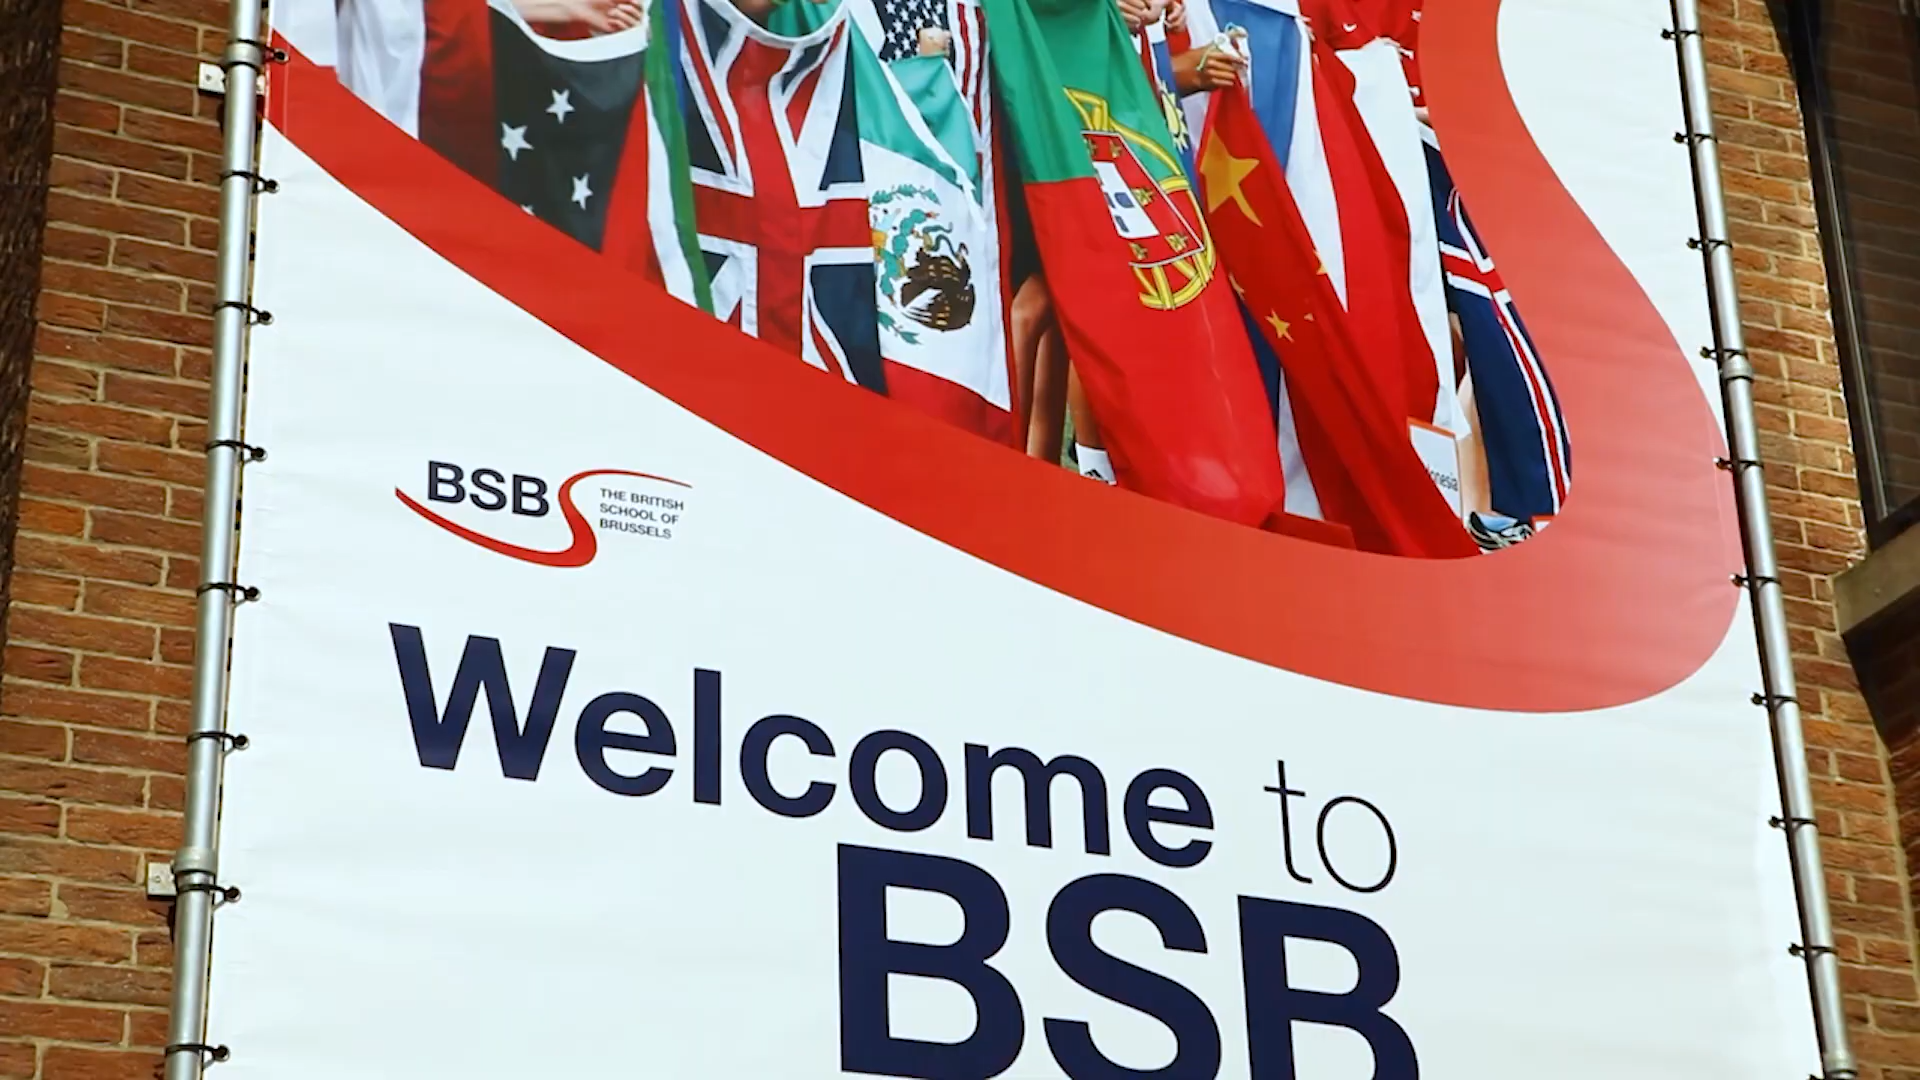 BSB
THE BRITISH
SCHOOL OF
BRUSSELS
Welcome to
BSB